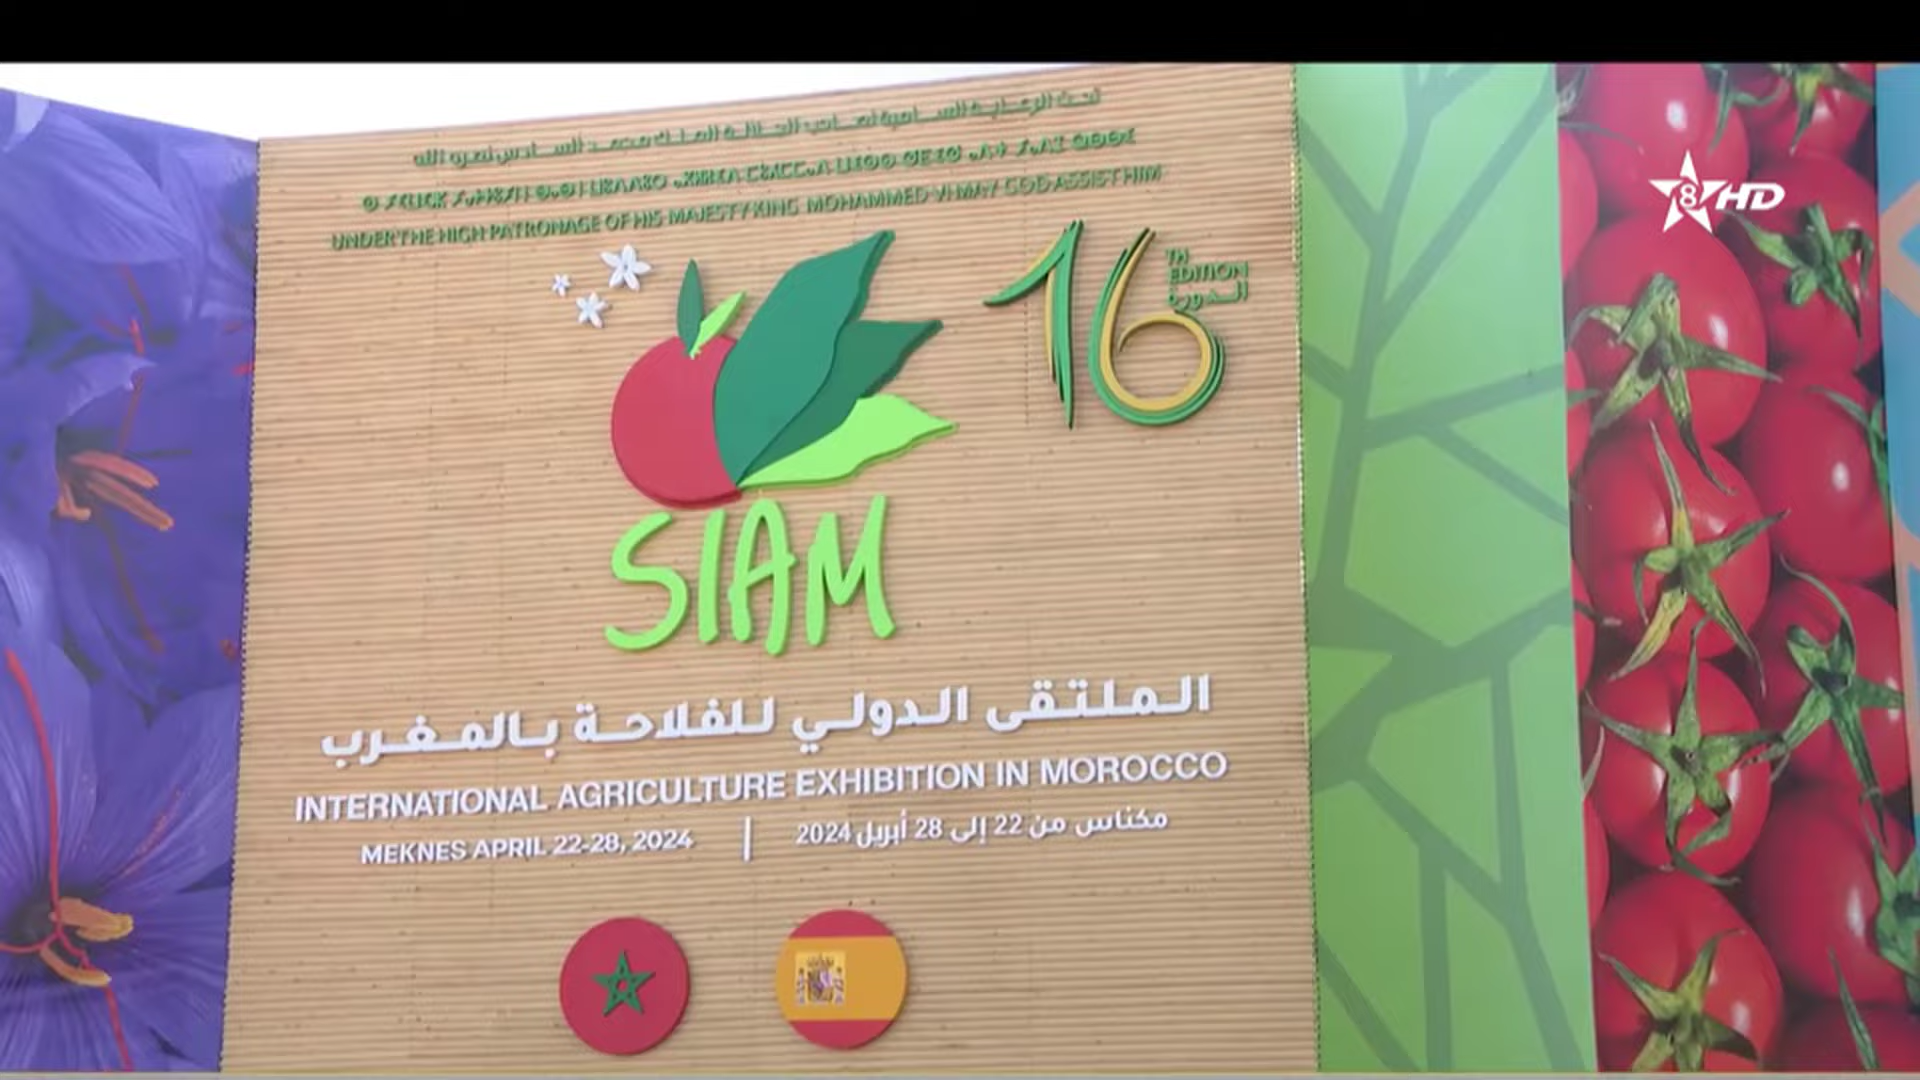 تحت الرعاية السامية لصاحب الجلالة الملك محمد السادس نصره الله
UNDER THE HIGH PATRONAGE OF HIS MAJESTY KING MOHAMMED VI MAY GOD ASSIST HIM
16
TH
EDITION
الدورة
8 HD
SIAM
الملتقى الدولي للفلاحة بالمغرب
INTERNATIONAL AGRICULTURE EXHIBITION IN MOROCCO
MEKNES APRIL 22-28, 2024 | مكناس من 22 إلى 28 أبريل 2024